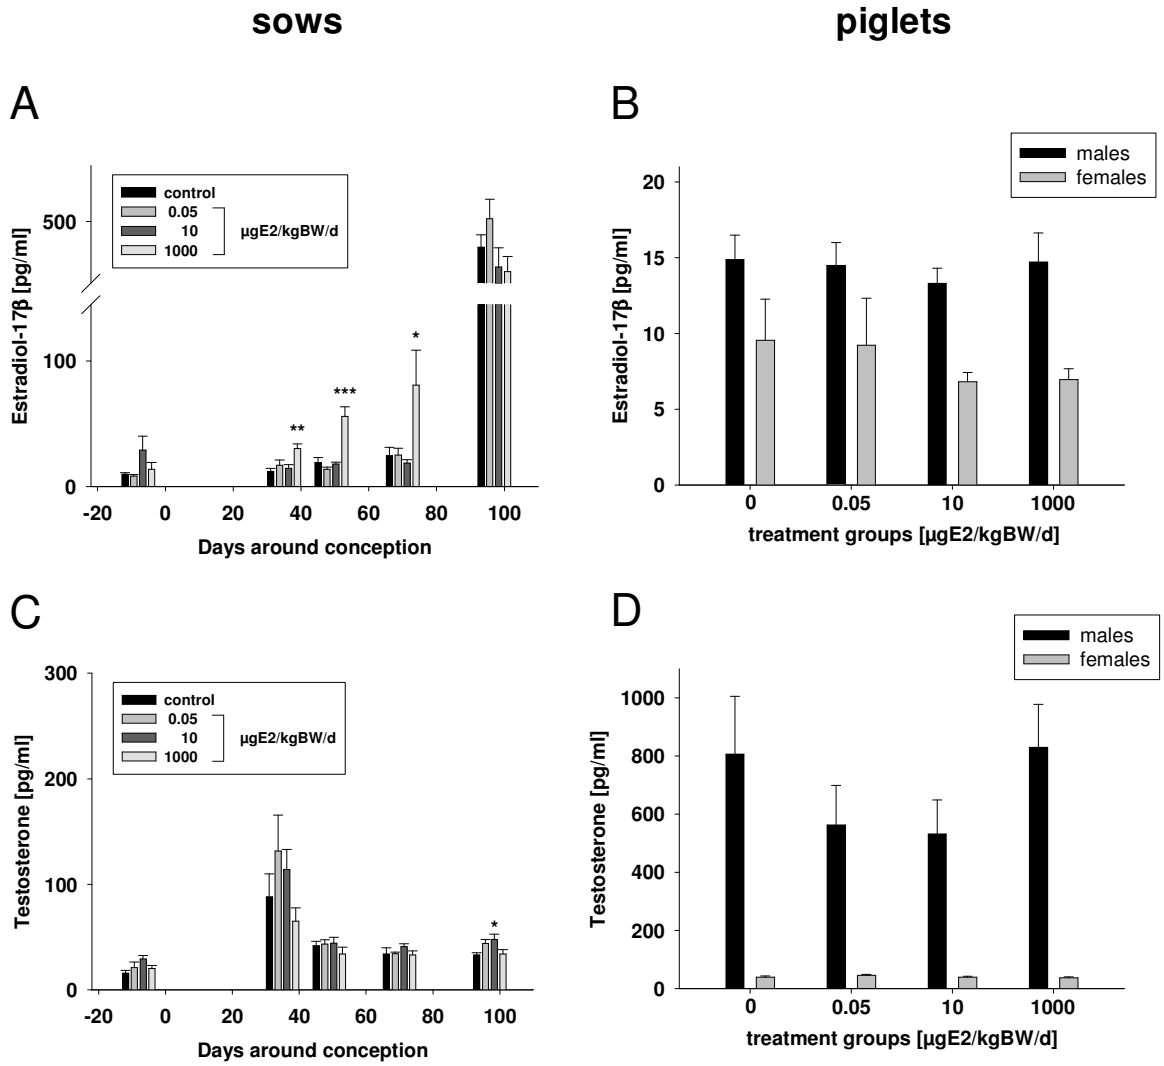 sows
piglets
A
control
0.05
10
1000
µgE2/kgBW/d
500
100
0
Estradiol-17β [pg/ml]
**
***
*
-20 0 20 40 60 80 100
Days around conception
B
males
females
20
15
10
5
0
Estradiol-17β [pg/ml]
0 0.05 10 1000
treatment groups [µgE2/kgBW/d]
C
control
0.05
10
1000
µgE2/kgBW/d
300
200
100
0
Testosterone [pg/ml]
*
-20 0 20 40 60 80 100
Days around conception
D
males
females
1000
800
600
400
200
0
Testosterone [pg/ml]
0 0.05 10 1000
treatment groups [µgE2/kgBW/d]